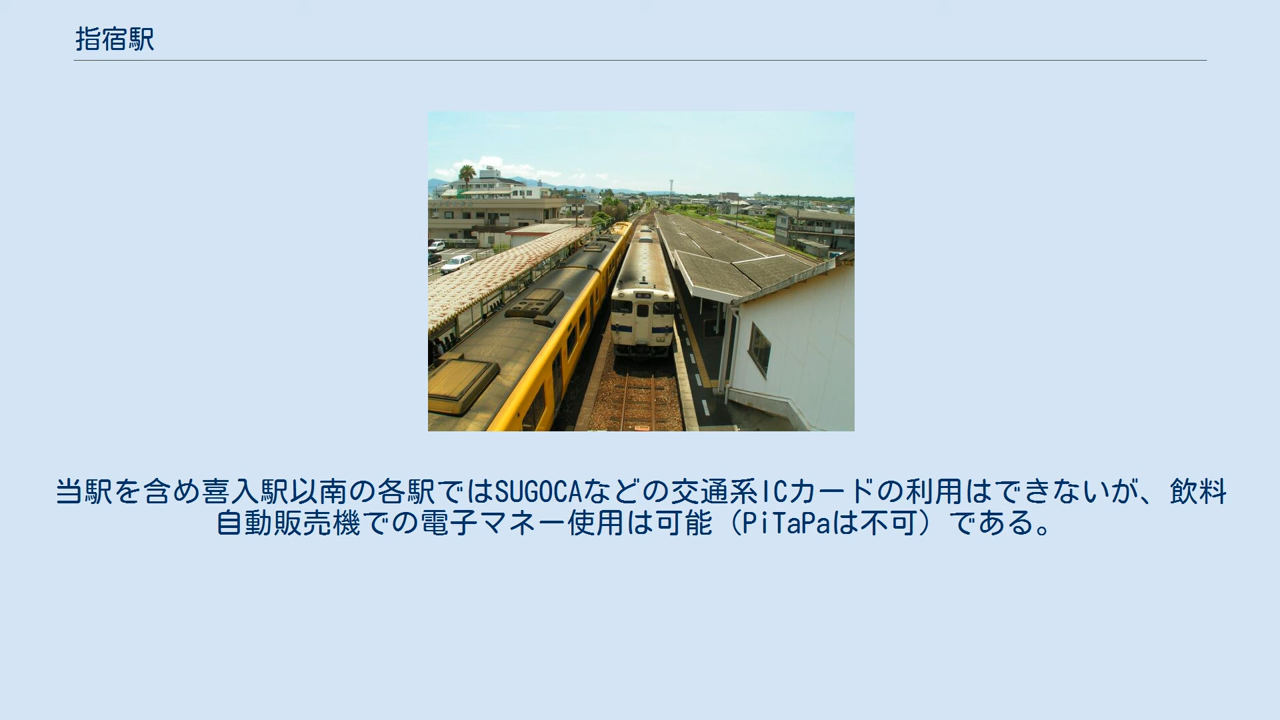 指宿駅
当駅を含め喜入駅以南の各駅ではSUGOCAなどの交通系ICカードの利用はできないが、飲料
自動販売機での電子マネー使用は可能（PiTaPaは不可）である。